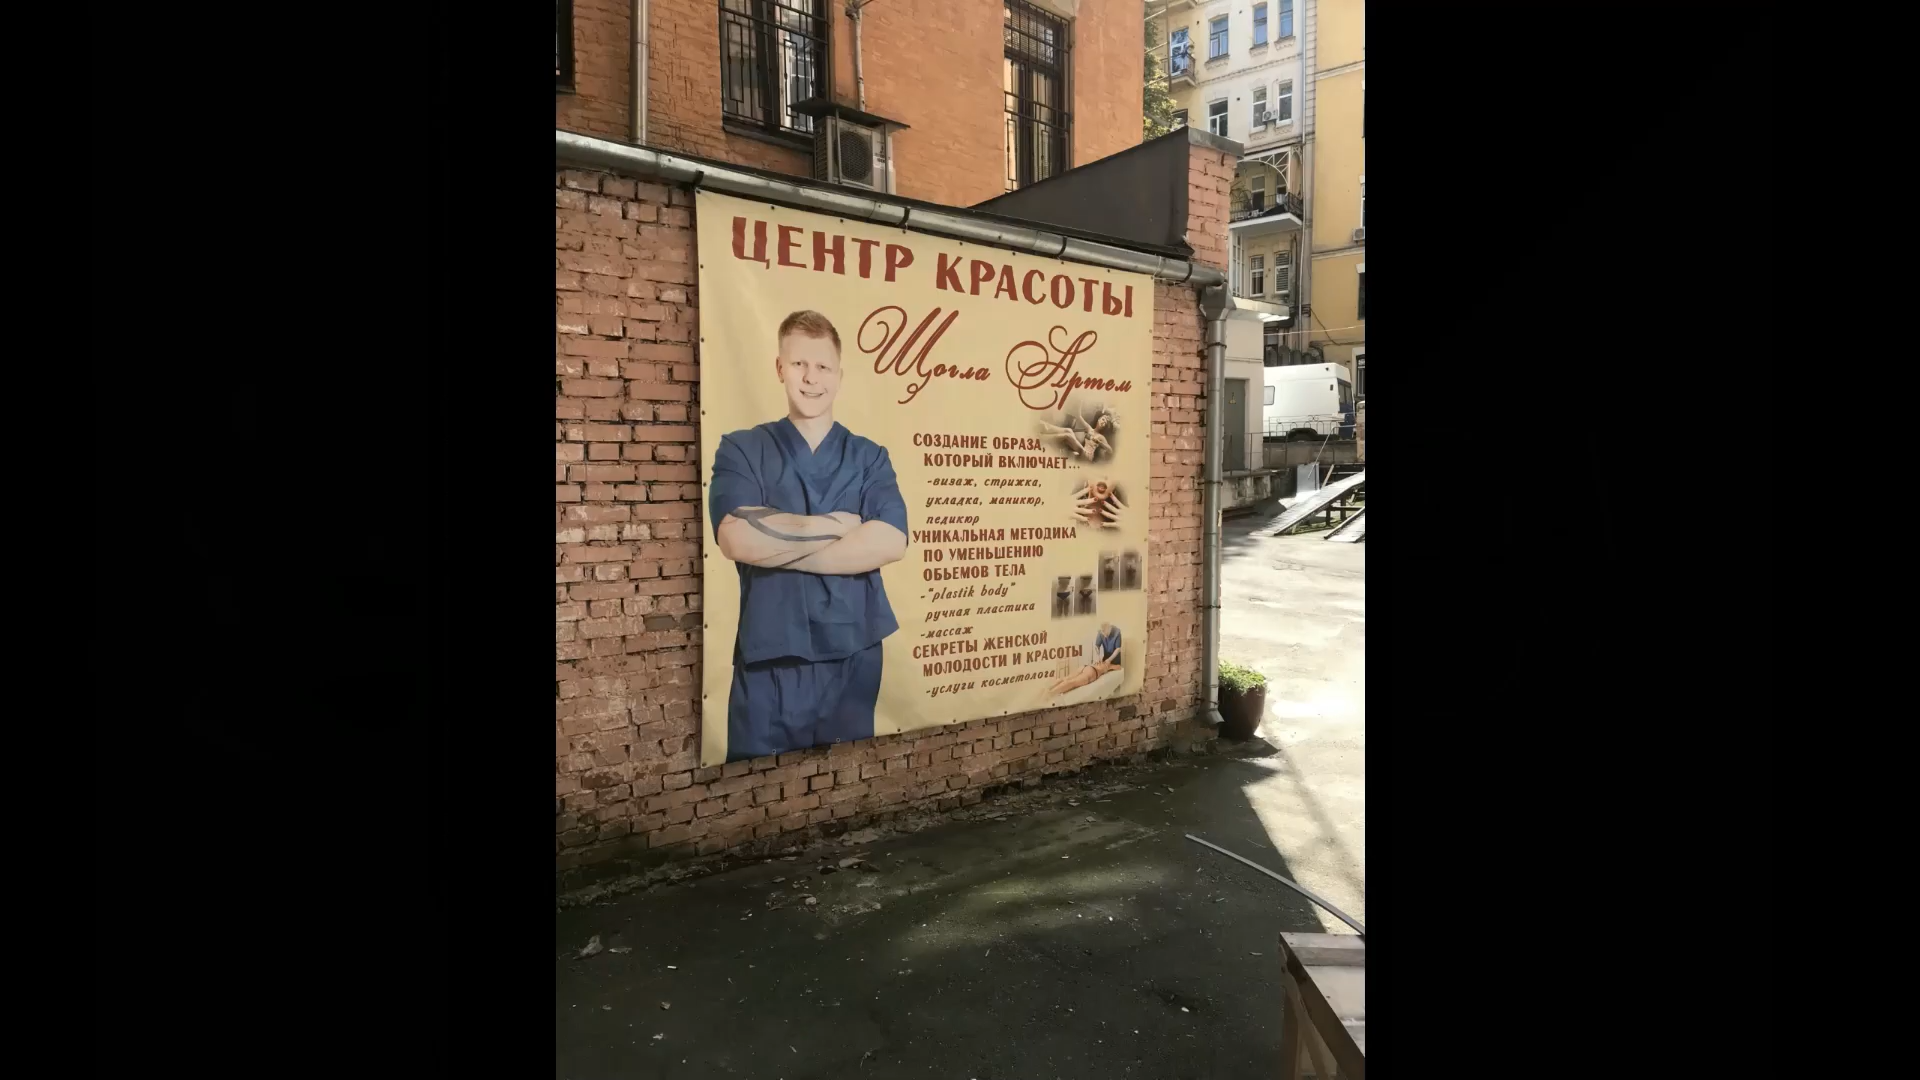 ЦЕНТР КРАСОТЫ
Щогла Артем
СОЗДАНИЕ ОБРАЗА,
КОТОРЫЙ ВКЛЮЧАЕТ...
-визаж, стрижка,
укладка, маникюр,
педикюр
УНИКАЛЬНАЯ МЕТОДИКА
ПО УМЕНЬШЕНИЮ
ОБЬЕМОВ ТЕЛА
-"plastik body"
ручная пластика
-массаж
СЕКРЕТЫ ЖЕНСКОЙ
МОЛОДОСТИ И КРАСОТЫ
-услуги косметолога